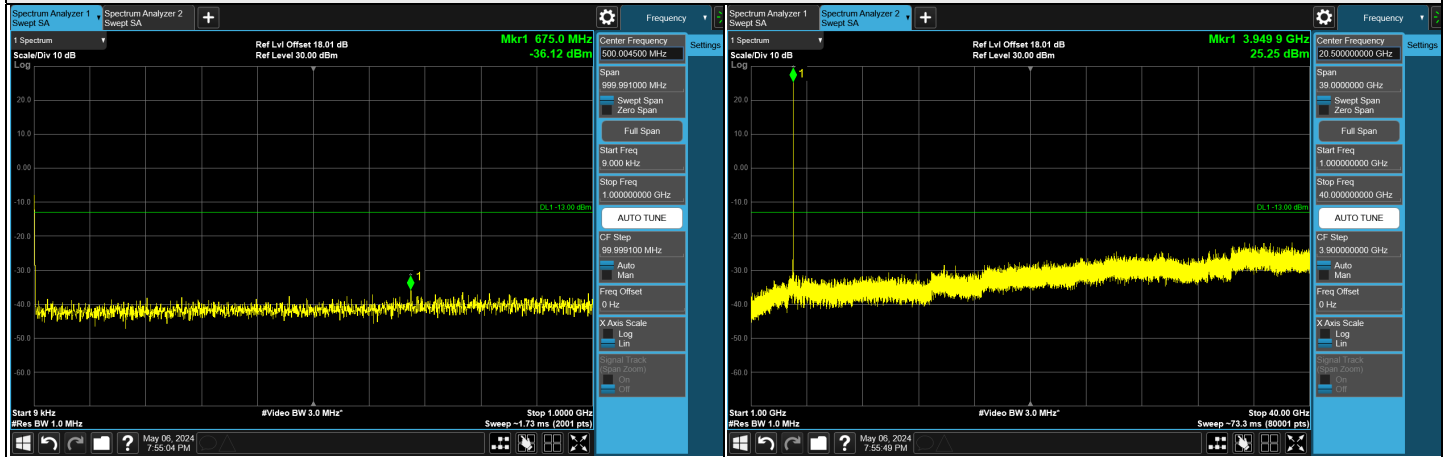 Spectrum Analyzer 1
Swept SA
Spectrum Analyzer 2
Swept SA
+
Frequency
1 Spectrum
Scale/Div 10 dB
Log
Ref Lvl Offset 18.01 dB
Ref Level 30.00 dBm
Mkr1 675.0 MHz
-36.12 dBm
1
20.0
10.0
0.00
-10.0
-20.0
-30.0
-40.0
-50.0
-60.0
DL1 -13.00 dBm
Start 9 kHz
#Res BW 1.0 MHz
#Video BW 3.0 MHz*
Stop 1.0000 GHz
Sweep ~1.73 ms (2001 pts)
Center Frequency
500.004500 MHz
Settings
Span
999.991000 MHz
Swept Span
Zero Span
Full Span
Start Freq
9.000 kHz
Stop Freq
1.000000000 GHz
AUTO TUNE
CF Step
99.999100 MHz
Auto
Man
Freq Offset
0 Hz
X Axis Scale
Log
Lin
Signal Track
(Span Zoom)
On
Off
?
May 06, 2024
7:55:04 PM
Spectrum Analyzer 1
Swept SA
Spectrum Analyzer 2
Swept SA
+
Frequency
1 Spectrum
Scale/Div 10 dB
Log
Ref Lvl Offset 18.01 dB
Ref Level 30.00 dBm
Mkr1 3.949 9 GHz
25.25 dBm
1
20.0
10.0
0.00
-10.0
-20.0
-30.0
-40.0
-50.0
-60.0
DL1 -13.00 dBm
Start 1.00 GHz
#Res BW 1.0 MHz
#Video BW 3.0 MHz*
Stop 40.00 GHz
Sweep ~73.3 ms (80001 pts)
Center Frequency
20.500000000 GHz
Settings
Span
39.0000000 GHz
Swept Span
Zero Span
Full Span
Start Freq
1.000000000 GHz
Stop Freq
40.000000000 GHz
AUTO TUNE
CF Step
3.900000000 GHz
Auto
Man
Freq Offset
0 Hz
X Axis Scale
Log
Lin
Signal Track
(Span Zoom)
On
Off
?
May 06, 2024
7:55:49 PM